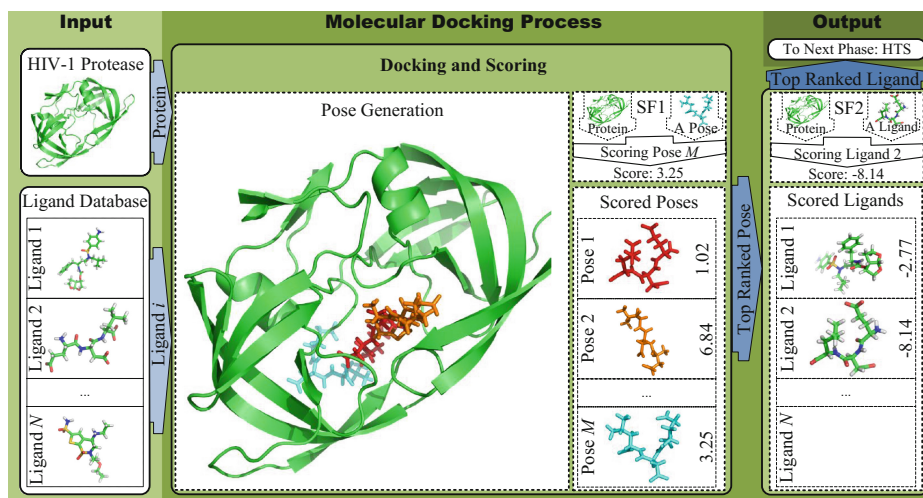 Input
Molecular Docking Process
Output
HIV-1 Protease
Protein
Ligand Database
Ligand 1
Ligand 2
...
Ligand N
Ligand i
Docking and Scoring
Pose Generation
SF1
Protein
A Pose
Scoring Pose M
Score: 3.25
Scored Poses
Pose 1
1.02
Pose 2
6.84
...
Pose M
3.25
Top Ranked Pose
To Next Phase: HTS
Top Ranked Ligand
SF2
Protein
A Ligand
Scoring Ligand 2
Score: -8.14
Scored Ligands
Ligand 1
-2.77
Ligand 2
-8.14
...
Ligand N